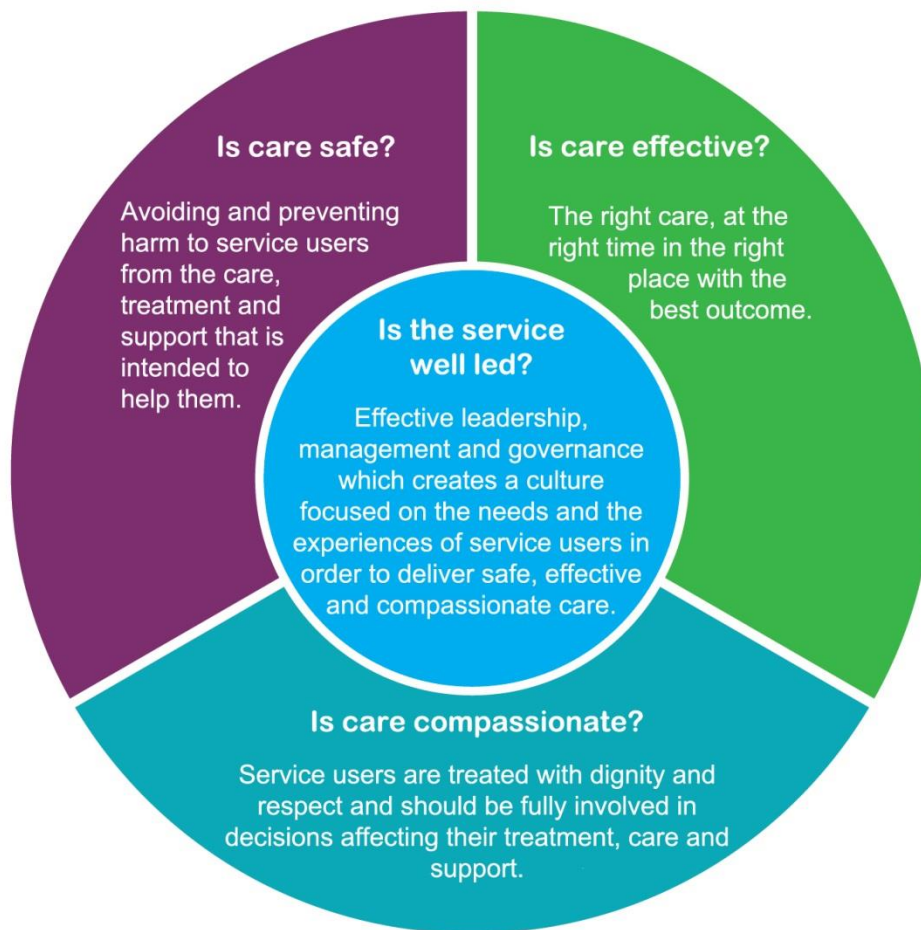 Is care safe?
Avoiding and preventing
harm to service users
from the care,
treatment and
support that is
intended to
help them.
Is care effective?
The right care, at the
right time in the right
place with the
best outcome.
Is the service
well led?
Effective leadership,
management and governance
which creates a culture
focused on the needs and the
experiences of service users in
order to deliver safe, effective
and compassionate care.
Is care compassionate?
Service users are treated with dignity and
respect and should be fully involved in
decisions affecting their treatment, care and
support.